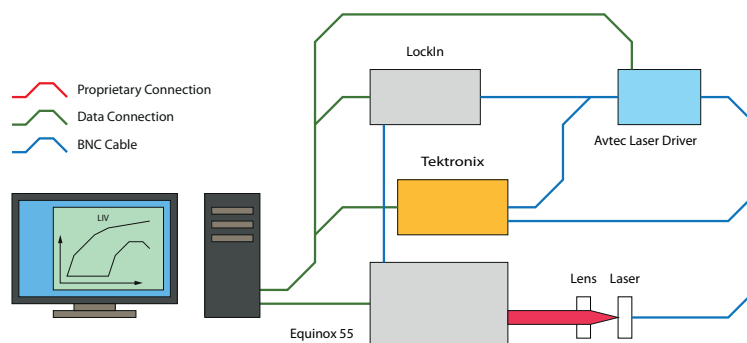 LockIn
Proprietary Connection
Data Connection
BNC Cable
Avtec Laser Driver
Tektronix
LIV
Lens Laser
Equinox 55